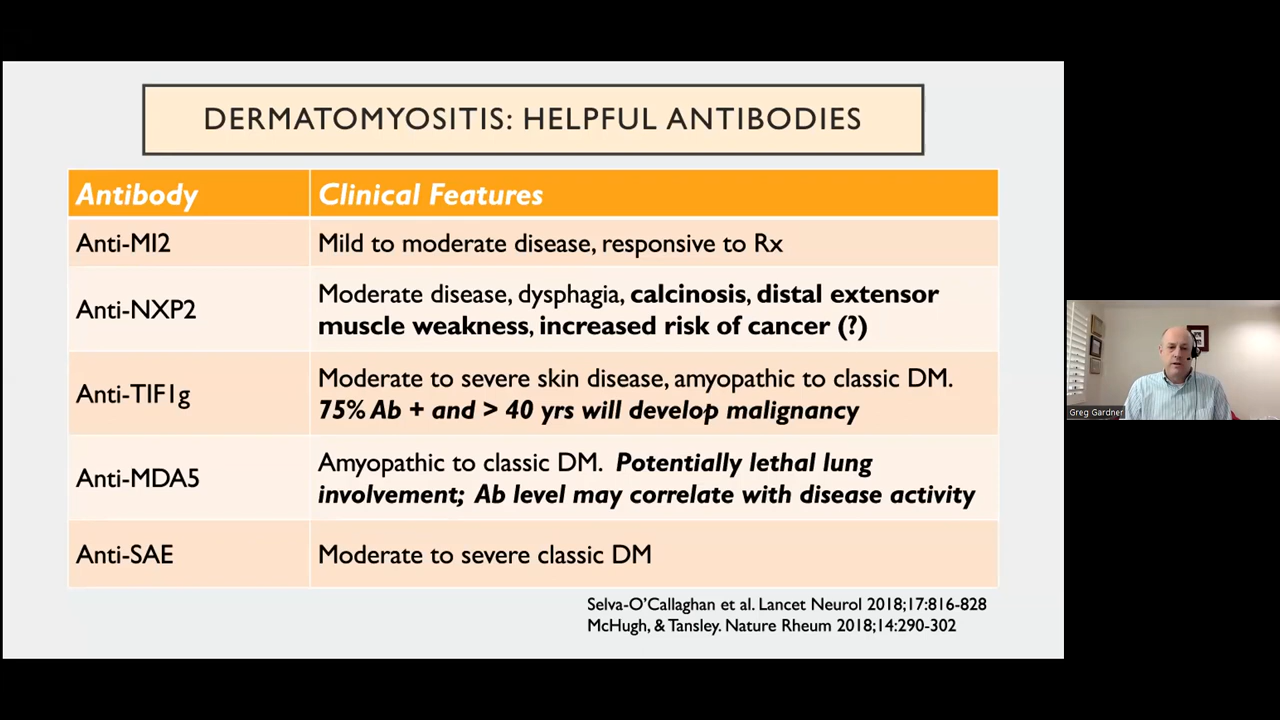 DERMATOMYOSITIS: HELPFUL ANTIBODIES
Antibody
Clinical Features
Anti-MI2
Mild to moderate disease, responsive to Rx
Anti-NXP2
Moderate disease, dysphagia, calcinosis, distal extensor
muscle weakness, increased risk of cancer (?)
Anti-TIF1g
Moderate to severe skin disease, amyopathic to classic DM.
75% Ab + and > 40 yrs will develop malignancy
Anti-MDA5
Amyopathic to classic DM. Potentially lethal lung
involvement; Ab level may correlate with disease activity
Anti-SAE
Moderate to severe classic DM
Selva-O'Callaghan et al. Lancet Neurol 2018;17:816-828
McHugh, & Tansley. Nature Rheum 2018;14:290-302
Greg Gardner